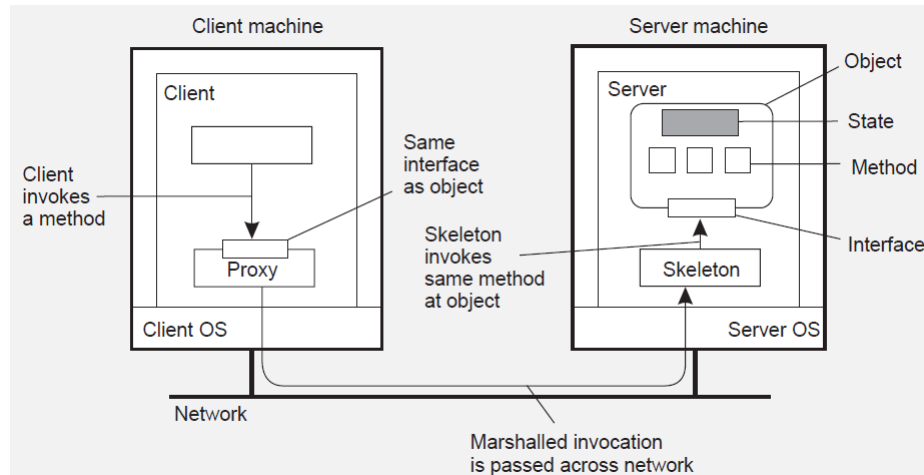 Client machine
Server machine
Object
Client
Server
State
Same
interface
as object
Method
Client
invokes
a method
Skeleton
invokes
same method
at object
Interface
Proxy
Skeleton
Client OS
Server OS
Network
Marshalled invocation
is passed across network